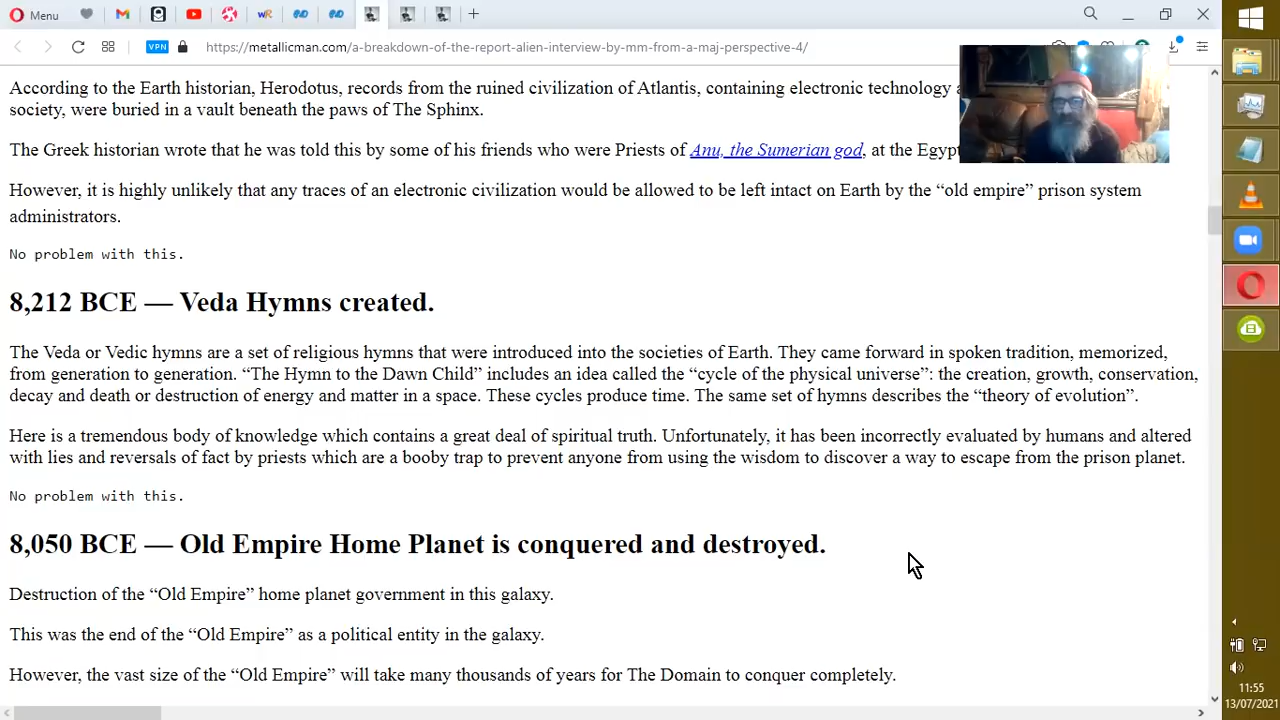 Menu
VPN
https://metallicman.com/a-breakdown-of-the-report-alien-interview-by-mm-from-a-maj-perspective-4/
According to the Earth historian, Herodotus, records from the ruined civilization of Atlantis, containing electronic technology
society, were buried in a vault beneath the paws of The Sphinx.
The Greek historian wrote that he was told this by some of his friends who were Priests of Anu, the Sumerian god, at the
However, it is highly unlikely that any traces of an electronic civilization would be allowed to be left intact on Earth by the “old empire” prison system
administrators.
No problem with this.
8,212 BCE — Veda Hymns created.
The Veda or Vedic hymns are a set of religious hymns that were introduced into the societies of Earth. They came forward in spoken tradition, memorized,
from generation to generation. “The Hymn to the Dawn Child” includes an idea called the “cycle of the physical universe”: the creation, growth, conservation,
decay and death or destruction of energy and matter in a space. These cycles produce time. The same set of hymns describes the “theory of evolution”.
Here is a tremendous body of knowledge which contains a great deal of spiritual truth. Unfortunately, it has been incorrectly evaluated by humans and altered
with lies and reversals of fact by priests which are a booby trap to prevent anyone from using the wisdom to discover a way to escape from the prison planet.
No problem with this.
8,050 BCE — Old Empire Home Planet is conquered and destroyed.
Destruction of the “Old Empire” home planet government in this galaxy.
This was the end of the “Old Empire” as a political entity in the galaxy.
However, the vast size of the “Old Empire” will take many thousands of years for The Domain to conquer completely.
11:55
13/07/2021